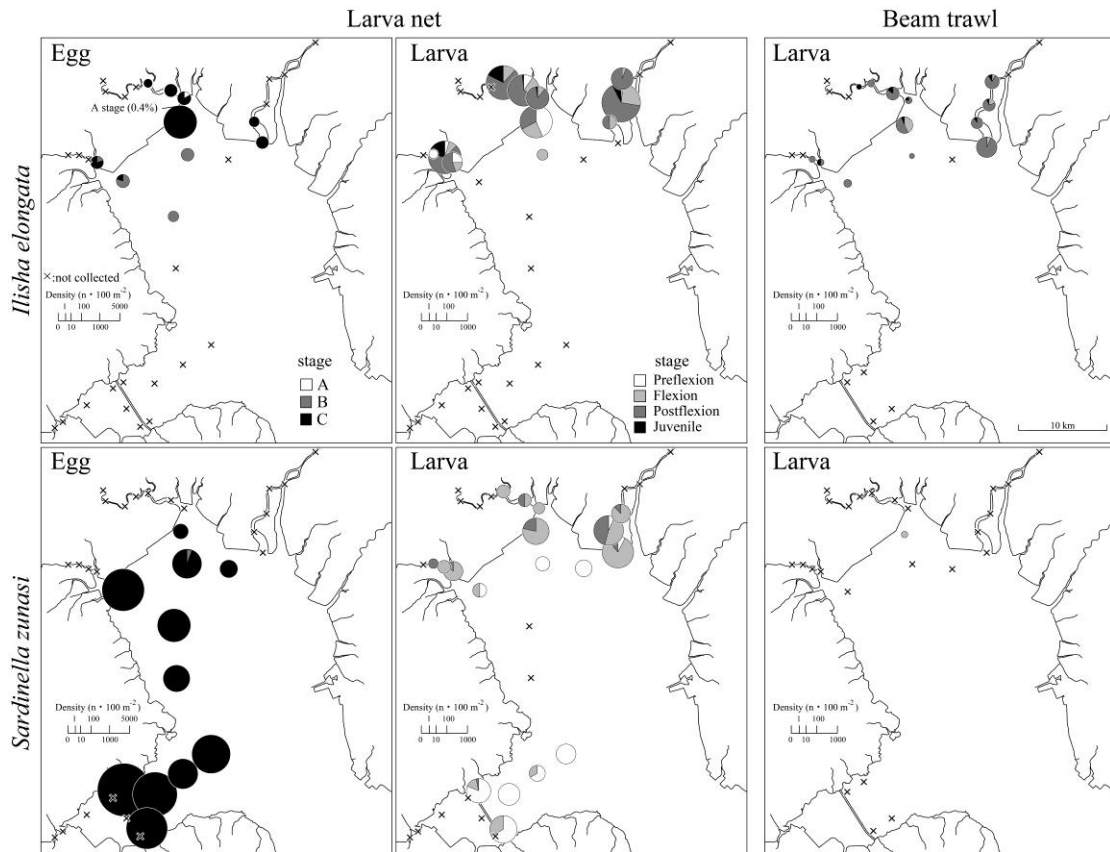 Larva net
Beam trawl
Ilisha elongata
Egg
A stage (0.4%)
×:not collected
Density (n・100 m-2)
1 100 5000
0 10 1000
stage
A
B
C
Larva
Density (n・100 m-2)
1 100
0 10 1000
stage
Preflexion
Flexion
Postflexion
Juvenile
Larva
Density (n・100 m-2)
1 100
0 10 1000
10 km
Sardinella zunasi
Egg
Density (n・100 m-2)
1 100 5000
0 10 1000
Larva
Density (n・100 m-2)
1 100
0 10 1000
Larva
Density (n・100 m-2)
1 100
0 10 1000